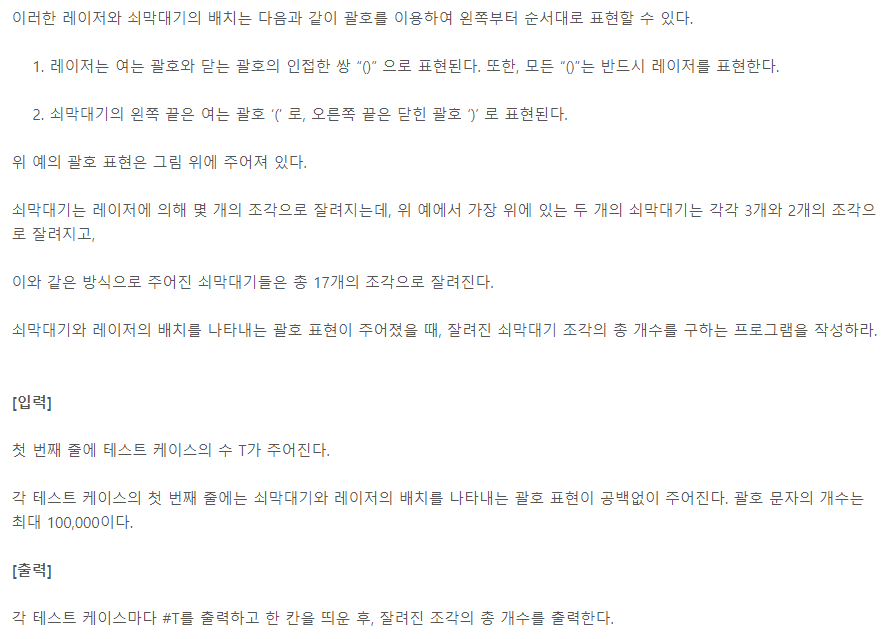 이러한 레이저와 쇠막대기의 배치는 다음과 같이 괄호를 이용하여 왼쪽부터 순서대로 표현할 수 있다.
1. 레이저는 여는 괄호와 닫는 괄호의 인접한 쌍 “()” 으로 표현된다. 또한, 모든 “()”는 반드시 레이저를 표현한다.
2. 쇠막대기의 왼쪽 끝은 여는 괄호 ‘(’ 로, 오른쪽 끝은 닫힌 괄호 ‘)’ 로 표현된다.
위 예의 괄호 표현은 그림 위에 주어져 있다.
쇠막대기는 레이저에 의해 몇 개의 조각으로 잘려지는데, 위 예에서 가장 위에 있는 두 개의 쇠막대기는 각각 3개와 2개의 조각으
로 잘려지고,
이와 같은 방식으로 주어진 쇠막대기들은 총 17개의 조각으로 잘려진다.
쇠막대기와 레이저의 배치를 나타내는 괄호 표현이 주어졌을 때, 잘려진 쇠막대기 조각의 총 개수를 구하는 프로그램을 작성하라.
[입력]
첫 번째 줄에 테스트 케이스의 수 T가 주어진다.
각 테스트 케이스의 첫 번째 줄에는 쇠막대기와 레이저의 배치를 나타내는 괄호 표현이 공백없이 주어진다. 괄호 문자의 개수는
최대 100,000이다.
[출력]
각 테스트 케이스마다 #T를 출력하고 한 칸을 띄운 후, 잘려진 조각의 총 개수를 출력한다.